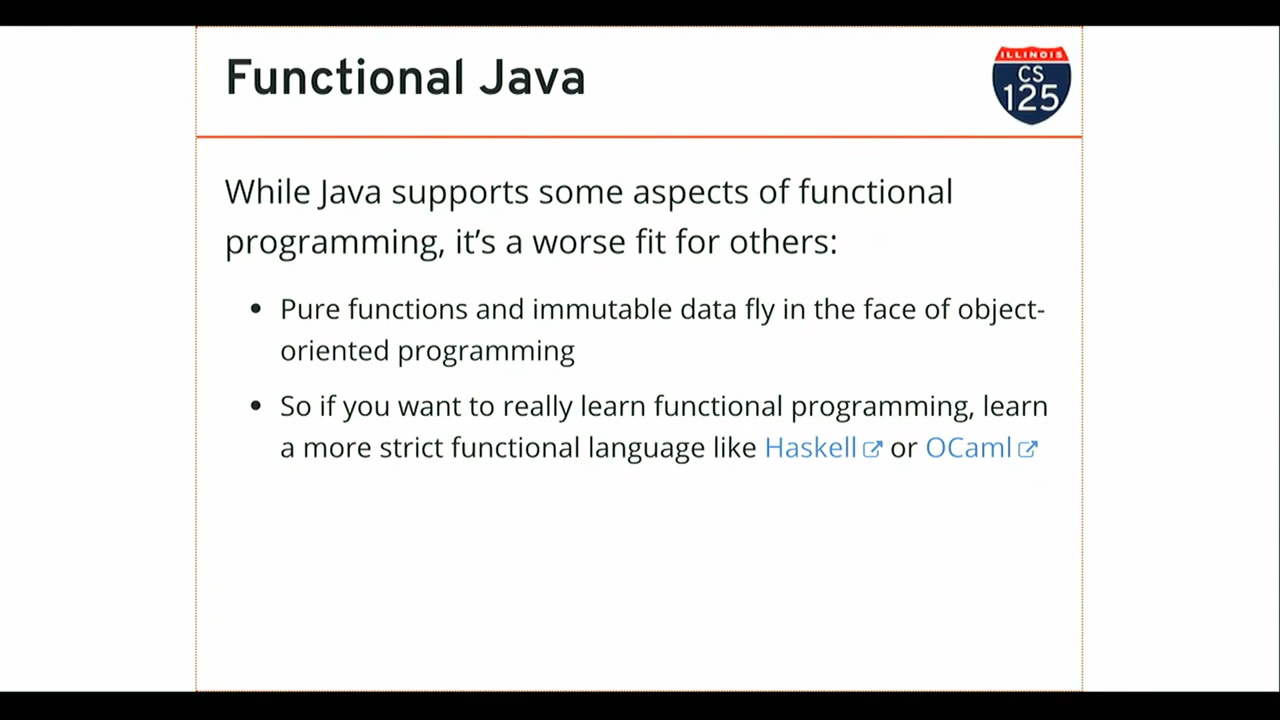 Functional Java
ILLINOIS
CS
125
While Java supports some aspects of functional
programming, it’s a worse fit for others:
• Pure functions and immutable data fly in the face of object-
oriented programming
• So if you want to really learn functional programming, learn
a more strict functional language like Haskell or OCaml